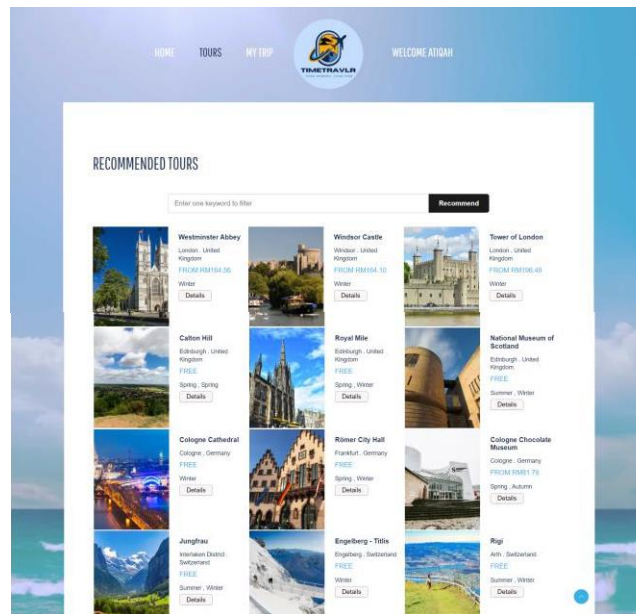 HOME
TOURS
MY TRIP
TIMETRAVLR
WELCOME ATIQAH
RECOMMENDED TOURS
Enter one keyword to filter
Recommend
Westminster Abbey
London . United
Kingdom
FROM RM164.56
Winter
Details
Windsor Castle
Windsor . United
Kingdom
FROM RM164.10
Winter
Details
Tower of London
London . United
Kingdom
FROM RM196.48
Winter
Details
Calton Hill
Edinburgh . United
Kingdom
FREE
Spring , Spring
Details
Royal Mile
Edinburgh . United
Kingdom
FREE
Spring , Winter
Details
National Museum of
Scotland
Edinburgh . United
Kingdom
FREE
Summer , Winter
Details
Cologne Cathedral
Cologne , Germany
FREE
Winter
Details
Römer City Hall
Frankfurt . Germany
FREE
Spring , Winter
Details
Cologne Chocolate
Museum
Cologne . Germany
FROM RM81.79
Spring , Autumn
Details
Jungfrau
Interlaken District .
Switzerland
FREE
Summer , Winter
Details
Engelberg - Titlis
Engelberg . Switzerland
FREE
Winter
Details
Rigi
Arth . Switzerland
FREE
Summer , Winter
Details